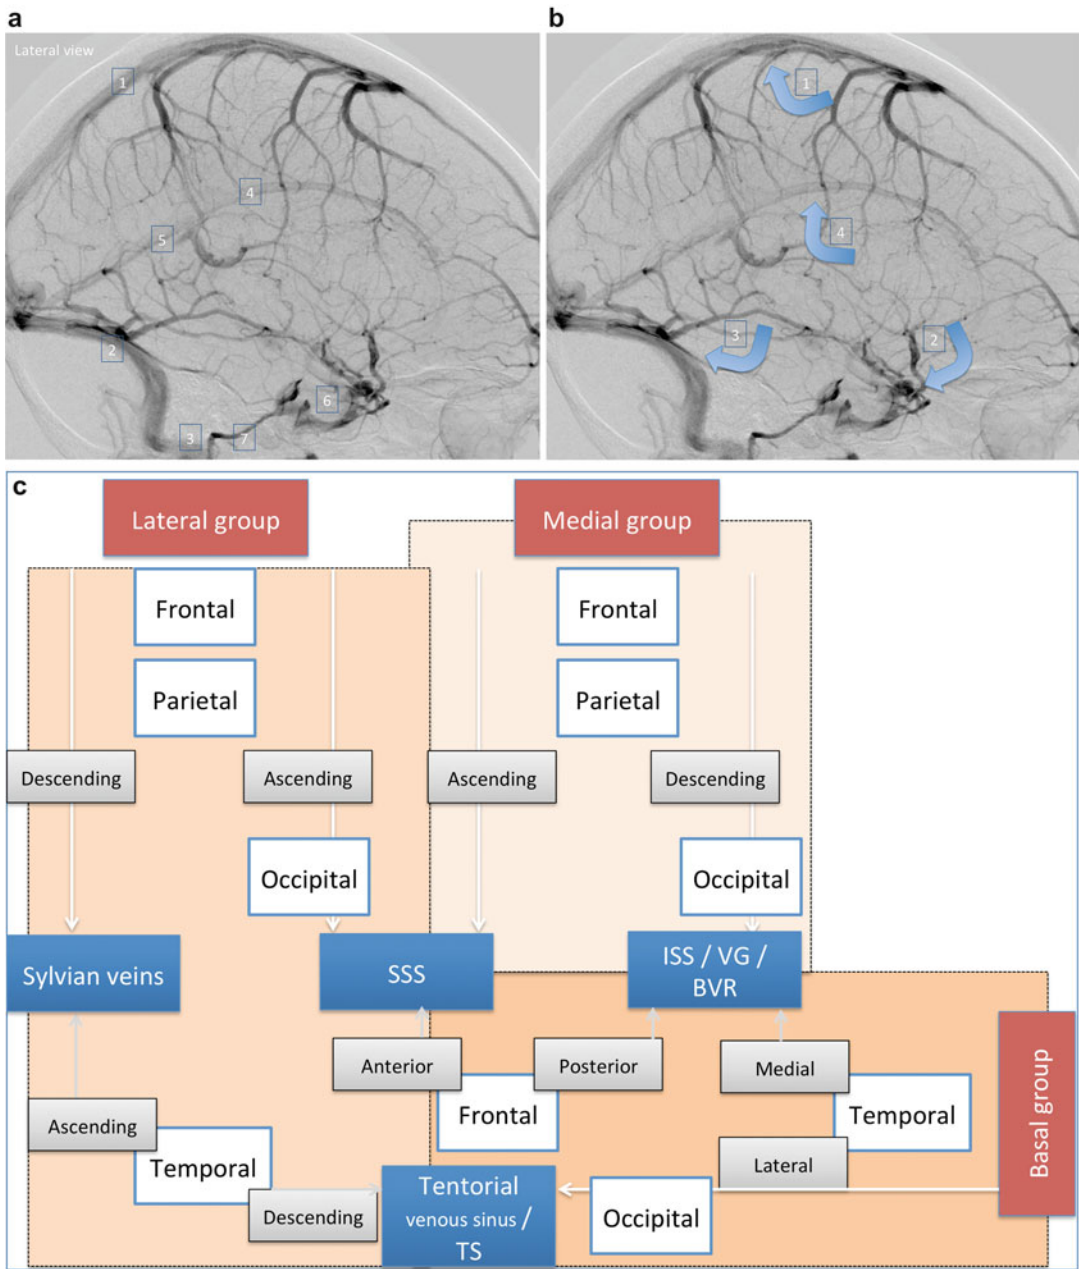 a
b
Lateral view
1
4
5
2
6
3
7
1
4
3
2
c
Lateral group
Medial group
Frontal
Frontal
Parietal
Parietal
Descending
Ascending
Ascending
Descending
Occipital
Occipital
Sylvian veins
SSS
ISS / VG /
BVR
Anterior
Posterior
Medial
Ascending
Frontal
Temporal
Temporal
Lateral
Descending
Tentorial
venous sinus /
TS
Occipital
Basal group